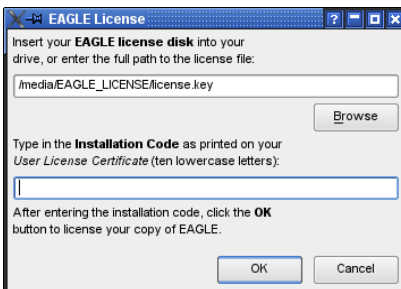 EAGLE License
Insert your EAGLE license disk into your
drive, or enter the full path to the license file:
/media/EAGLE_LICENSE/license.key
Browse
Type in the Installation Code as printed on your
User License Certificate (ten lowercase letters):
After entering the installation code, click the OK
button to license your copy of EAGLE.
OK Cancel